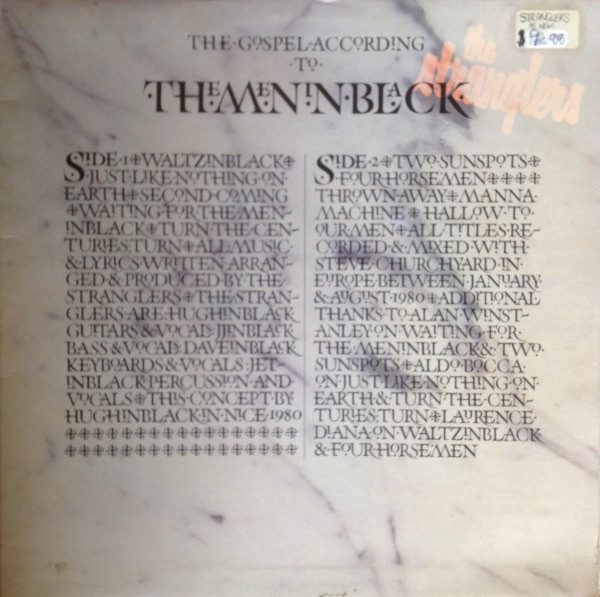 STRANGLERS
the
stranglers
THE·GOSPEL·ACCORDING
·TO·
·THEMENINBLACK·
SIDE·1+WALTZINBLACK+
·JUST·LIKE·NOTHING·ON·
EARTH+SECOND·COMING
+WAITING·FOR·THE·MEN-
INBLACK+TURN·THE·CEN-
TURIES,TURN+ALL·MUSIC·
&·LYRICS·WRITTEN·ARRAN-
GED·&·PRODUCED·BY·THE
STRANGLERS+THE·STRAN-
GLERS·ARE·HUGHINBLACK
GUITARS·&·VOCALS·JJINBLACK
BASS·&·VOCALS·DAVEINBLACK
KEYBOARDS·&·VOCALS·JET-
INBLACK·PERCUSSION·AND·
VOCALS+THIS·CONCEPT·BY
HUGHINBLACK·IN·NICE·1980
SIDE·2+TWO·SUNSPOTS+
·FOUR·HORSEMEN++++
THROWN·AWAY+MANNA·
MACHINE+HALLOW·TO·
OUR·MEN+ALL·TITLES·RE-
CORDED·&·MIXED·WITH·
STEVE·CHURCHYARD·IN·
EUROPE·BETWEEN·JANUARY·
&·AUGUST·1980+ADDITIONAL
THANKS·TO·ALAN·WINST-
ANLEY·ON·WAITING·FOR·
THE·MENINBLACK·&·TWO·
SUNSPOTS+ALDO·BOCCA·
·ON·JUST·LIKE·NOTHING·ON·
EARTH·&·TURN·THE·CEN-
TURIES,TURN+LAURENCE·
DIANA·ON·WALTZINBLACK
&·FOUR·HORSEMEN